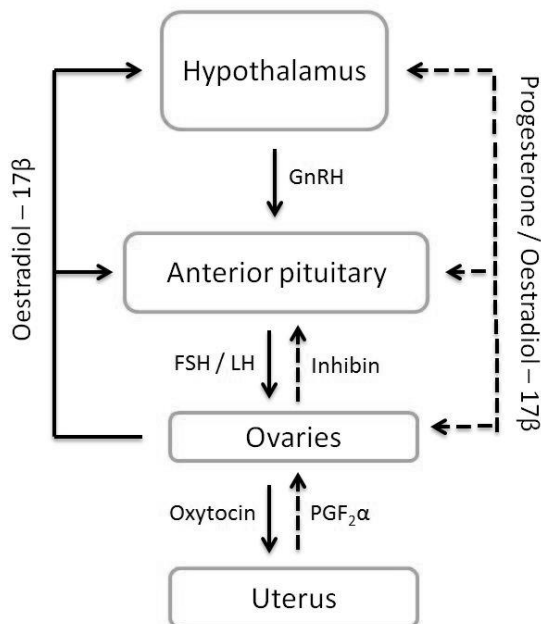 Hypothalamus
GnRH
Oestradiol – 17β
Progesterone / Oestradiol – 17β
Anterior pituitary
FSH / LH
Inhibin
Ovaries
Oxytocin
PGF₂α
Uterus